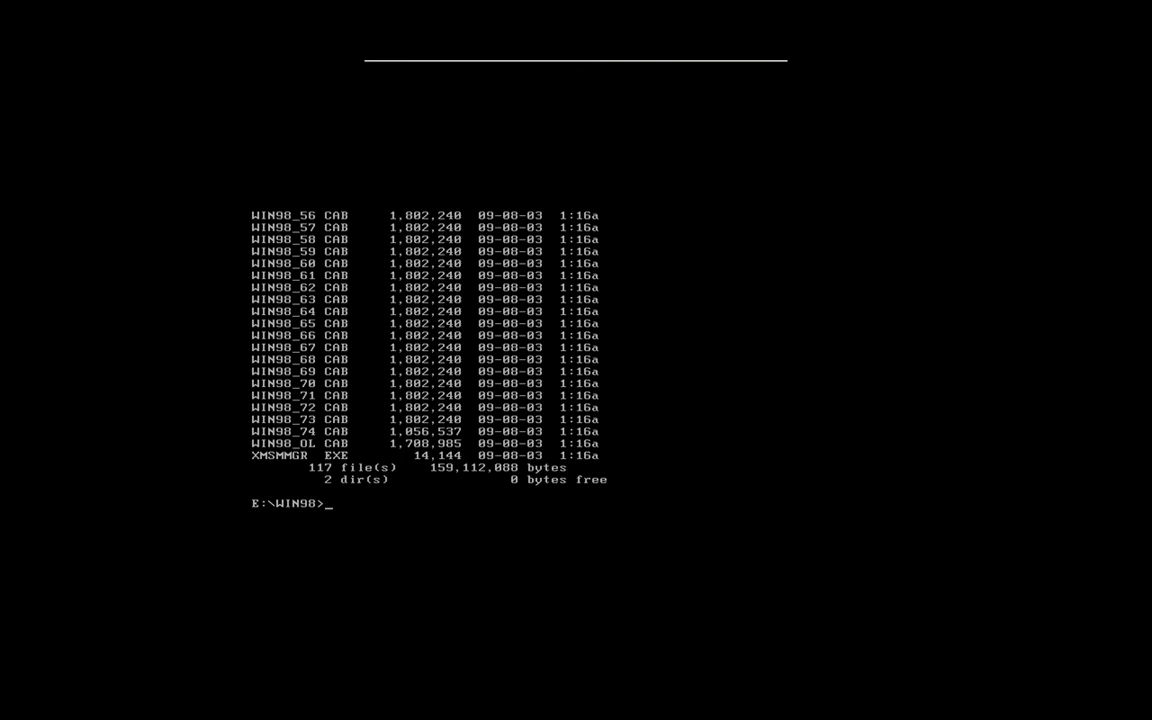 WIN98_56 CAB     1,802,240  09-08-03  1:16a
WIN98_57 CAB     1,802,240  09-08-03  1:16a
WIN98_58 CAB     1,802,240  09-08-03  1:16a
WIN98_59 CAB     1,802,240  09-08-03  1:16a
WIN98_60 CAB     1,802,240  09-08-03  1:16a
WIN98_61 CAB     1,802,240  09-08-03  1:16a
WIN98_62 CAB     1,802,240  09-08-03  1:16a
WIN98_63 CAB     1,802,240  09-08-03  1:16a
WIN98_64 CAB     1,802,240  09-08-03  1:16a
WIN98_65 CAB     1,802,240  09-08-03  1:16a
WIN98_66 CAB     1,802,240  09-08-03  1:16a
WIN98_67 CAB     1,802,240  09-08-03  1:16a
WIN98_68 CAB     1,802,240  09-08-03  1:16a
WIN98_69 CAB     1,802,240  09-08-03  1:16a
WIN98_70 CAB     1,802,240  09-08-03  1:16a
WIN98_71 CAB     1,802,240  09-08-03  1:16a
WIN98_72 CAB     1,802,240  09-08-03  1:16a
WIN98_73 CAB     1,802,240  09-08-03  1:16a
WIN98_74 CAB     1,056,537  09-08-03  1:16a
WIN98_OL CAB     1,708,985  09-08-03  1:16a
XMSMMGR  EXE        14,144  09-08-03  1:16a
117 file(s)    159,112,088 bytes
2 dir(s)               0 bytes free
E:\WIN98>_